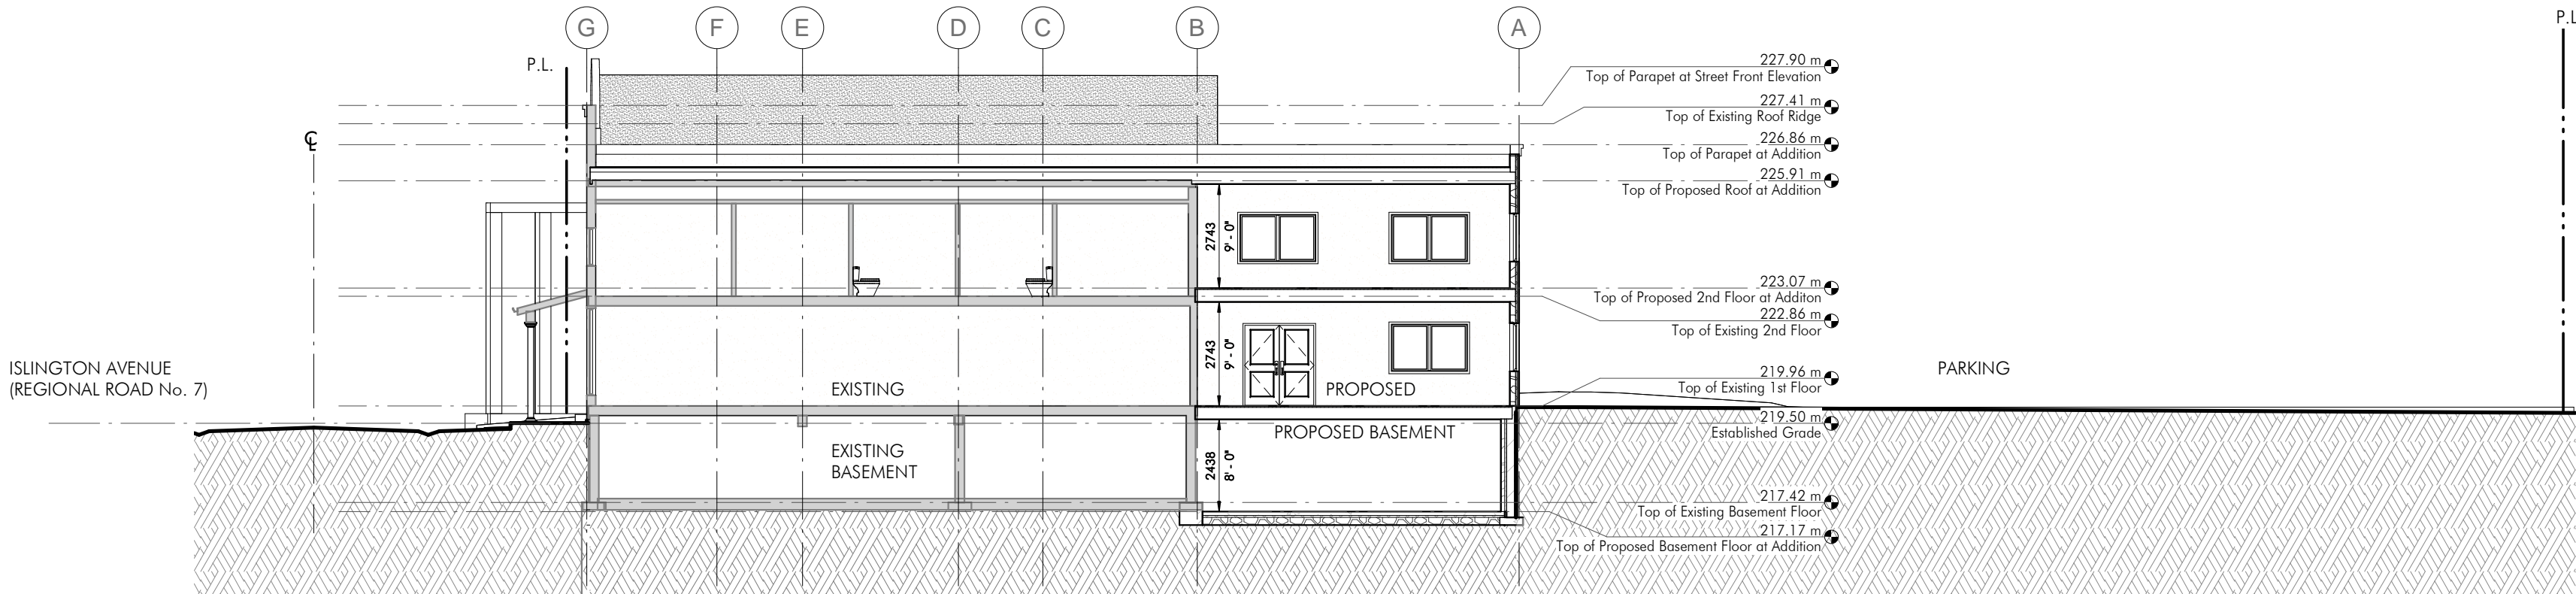 G F E D C B A
P.L.
P.L
℄
227.90 m
Top of Parapet at Street Front Elevation
227.41 m
Top of Existing Roof Ridge
226.86 m
Top of Parapet at Addition
225.91 m
Top of Proposed Roof at Addition
2743
9' - 0"
223.07 m
Top of Proposed 2nd Floor at Additon
222.86 m
Top of Existing 2nd Floor
2743
9' - 0"
ISLINGTON AVENUE
(REGIONAL ROAD No. 7)
EXISTING
PROPOSED
219.96 m
Top of Existing 1st Floor
PARKING
219.50 m
Established Grade
PROPOSED BASEMENT
EXISTING
BASEMENT
2438
8' - 0"
217.42 m
Top of Existing Basement Floor
217.17 m
Top of Proposed Basement Floor at Addition